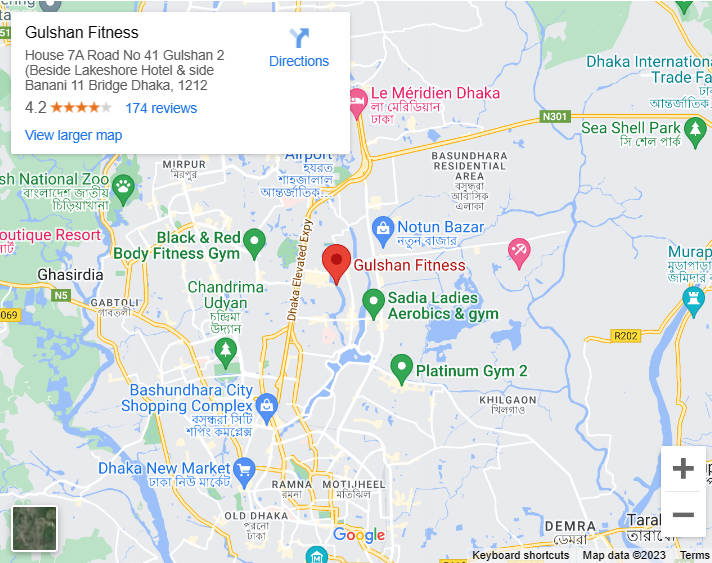 Gulshan Fitness
House 7A Road No 41 Gulshan 2
(Beside Lakeshore Hotel & side
Banani 11 Bridge Dhaka, 1212
4.2
174 reviews
View larger map
Directions
Dhaka Internation
Trade Fa
আন্তর্জাতিক...
Le Méridien Dhaka
লা মেরিডিয়ান
ঢাকা
N301
Sea Shell Park
সি শেল পার্ক
Airport
হযরত
শাহজালাল
আন্তর্জাতিক...
MIRPUR
মিরপুর
BASUNDHARA
RESIDENTIAL
AREA
বসুন্ধরা
আবাসিক
এলাকা
sh National Zoo
বাংলাদেশ জাতীয়
চিড়িয়াখানা
outique Resort
Notun Bazar
নতুন বাজার
Black & Red
Body Fitness Gym
Dhaka Elevated Expy
Gulshan Fitness
Murap
মুড়াপাড়া
জমিদার
Ghasirdia
N5
GABTOLI
গাবতলী
069
Chandrima
Udyan
চন্দ্রিমা
উদ্যান
Sadia Ladies
Aerobics & gym
R202
Platinum Gym 2
Bashundhara City
Shopping Complex
বসুন্ধরা সিটি
শপিং কমপ্লেক্স
KHILGAON
খিলগাঁও
Dhaka New Market
ঢাকা নিউ মার্কেট,
RAMNA
রমনা
MOTIJHEEL
মতিঝিল
OLD DHAKA
পুরনো
ঢাকা
Google
DEMRA
ডেমরা
Tarab
তারাবো
Keyboard shortcuts
Map data ©2023
Terms